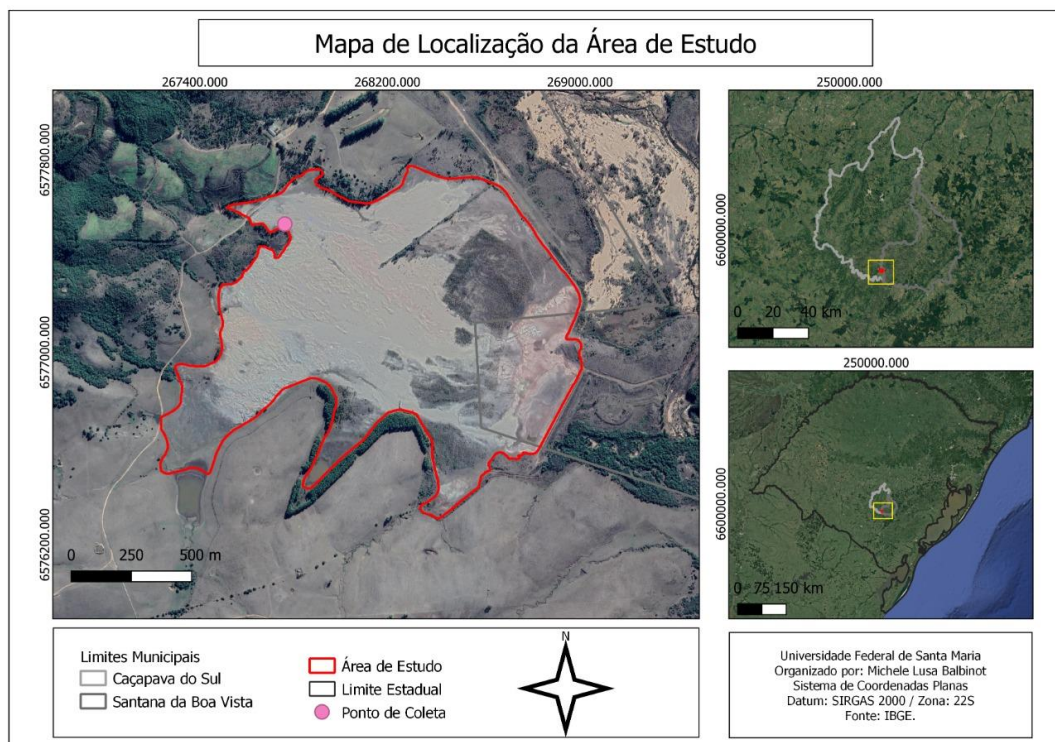 Mapa de Localização da Área de Estudo
267400.000 268200.000 269000.000
6577800.000
6577000.000
6576200.000
0 250 500 m
250000.000
6600000.000
0 20 40 km
250000.000
6600000.000
0 75 150 km
Limites Municipais
Caçapava do Sul
Santana da Boa Vista
Área de Estudo
Limite Estadual
Ponto de Coleta
N
Universidade Federal de Santa Maria
Organizado por: Michele Lusa Balbinot
Sistema de Coordenadas Planas
Datum: SIRGAS 2000 / Zona: 22S
Fonte: IBGE.